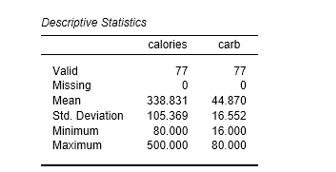 Descriptive Statistics
calories carb
Valid 77 77
Missing 0 0
Mean 338.831 44.870
Std. Deviation 105.369 16.552
Minimum 80.000 16.000
Maximum 500.000 80.000